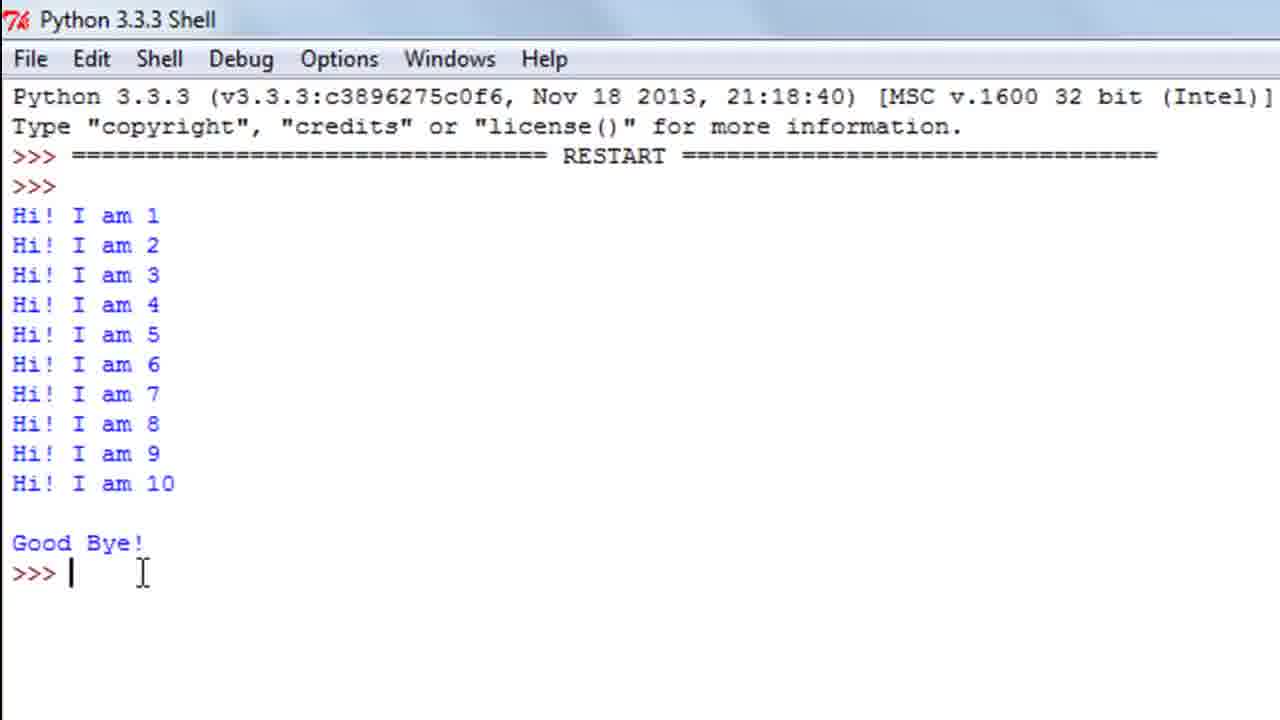 Python 3.3.3 Shell
File Edit Shell Debug Options Windows Help
Python 3.3.3 (v3.3.3:c3896275c0f6, Nov 18 2013, 21:18:40) [MSC v.1600 32 bit (Intel)]
Type "copyright", "credits" or "license()" for more information.
>>> ================================ RESTART ================================
>>>
Hi! I am 1
Hi! I am 2
Hi! I am 3
Hi! I am 4
Hi! I am 5
Hi! I am 6
Hi! I am 7
Hi! I am 8
Hi! I am 9
Hi! I am 10
Good Bye!
>>>